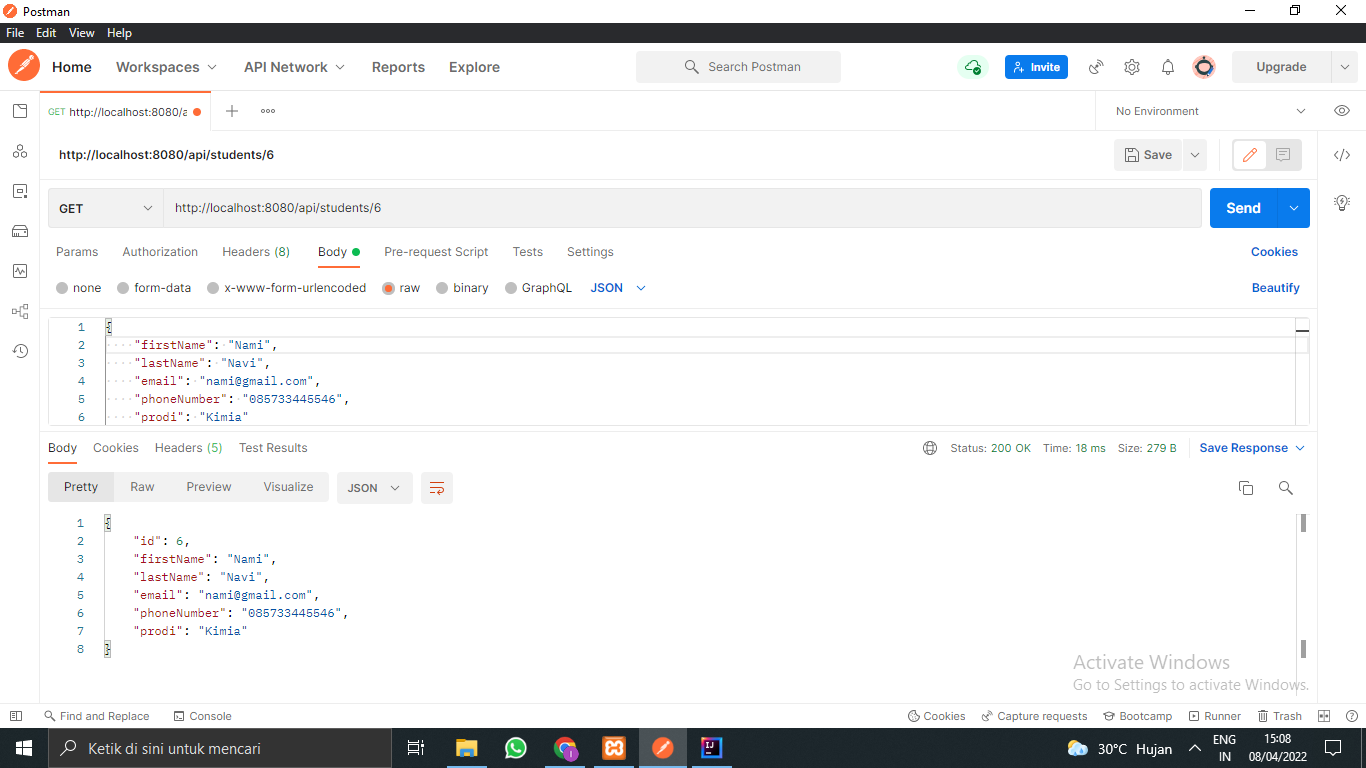 Postman
File Edit View Help
Home Workspaces API Network Reports Explore Search Postman Invite Upgrade
GET http://localhost:8080/a No Environment
http://localhost:8080/api/students/6 Save
GET http://localhost:8080/api/students/6 Send
Params Authorization Headers (8) Body Pre-request Script Tests Settings Cookies
none form-data x-www-form-urlencoded raw binary GraphQL JSON Beautify
1 {
2 "firstName": "Nami",
3 "lastName": "Navi",
4 "email": "nami@gmail.com",
5 "phoneNumber": "085733445546",
6 "prodi": "Kimia"
Body Cookies Headers (5) Test Results Status: 200 OK Time: 18 ms Size: 279 B Save Response
Pretty Raw Preview Visualize JSON
1 {
2 "id": 6,
3 "firstName": "Nami",
4 "lastName": "Navi",
5 "email": "nami@gmail.com",
6 "phoneNumber": "085733445546",
7 "prodi": "Kimia"
8 }
Activate Windows
Go to Settings to activate Windows.
Find and Replace Console Cookies Capture requests Bootcamp Runner Trash
Ketik di sini untuk mencari 30°C Hujan ENG 15:08
IN 08/04/2022